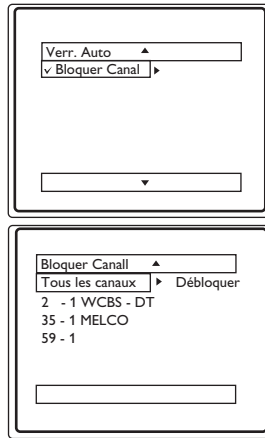 Verr. Auto ▲
✓ Bloquer Canal ▶
▼
Bloquer Canall ▲
Tous les canaux ▶ Débloquer
2 - 1 WCBS - DT
35 - 1 MELCO
59 - 1